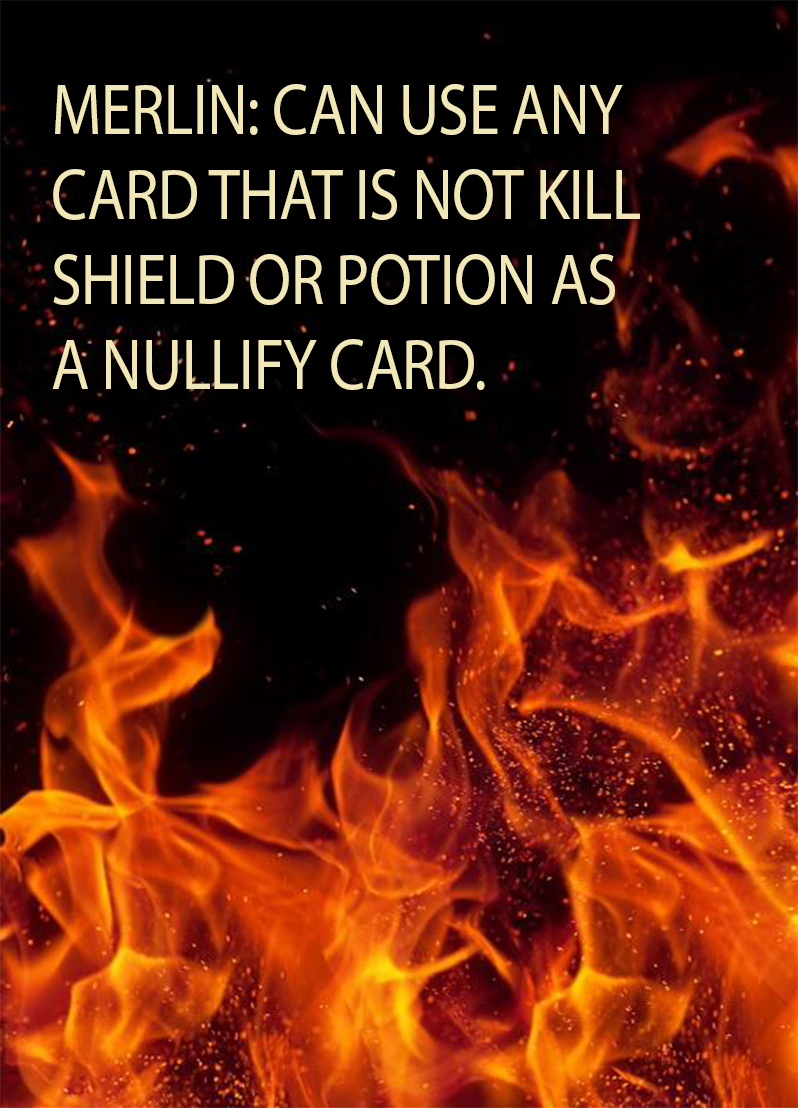 MERLIN: CAN USE ANY
CARD THAT IS NOT KILL
SHIELD OR POTION AS
A NULLIFY CARD.